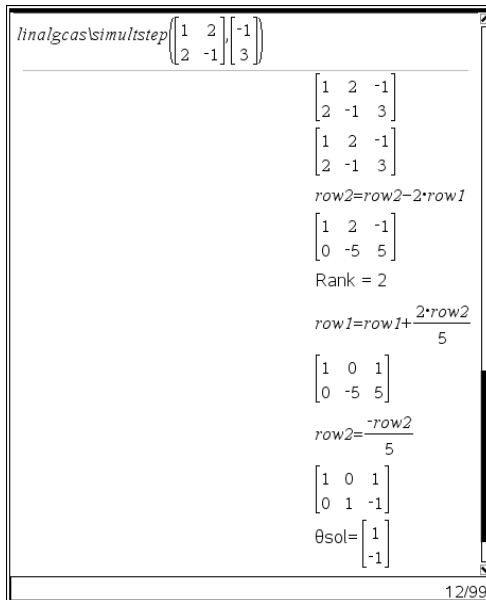 linalgcas\simultstep([1 2
2 -1],[-1
3])
[1 2 -1
2 -1 3]
[1 2 -1
2 -1 3]
row2=row2−2•row1
[1 2 -1
0 -5 5]
Rank = 2
row1=row1+2•row2/5
[1 0 1
0 -5 5]
row2=-row2/5
[1 0 1
0 1 -1]
θsol=[1
-1]
12/99